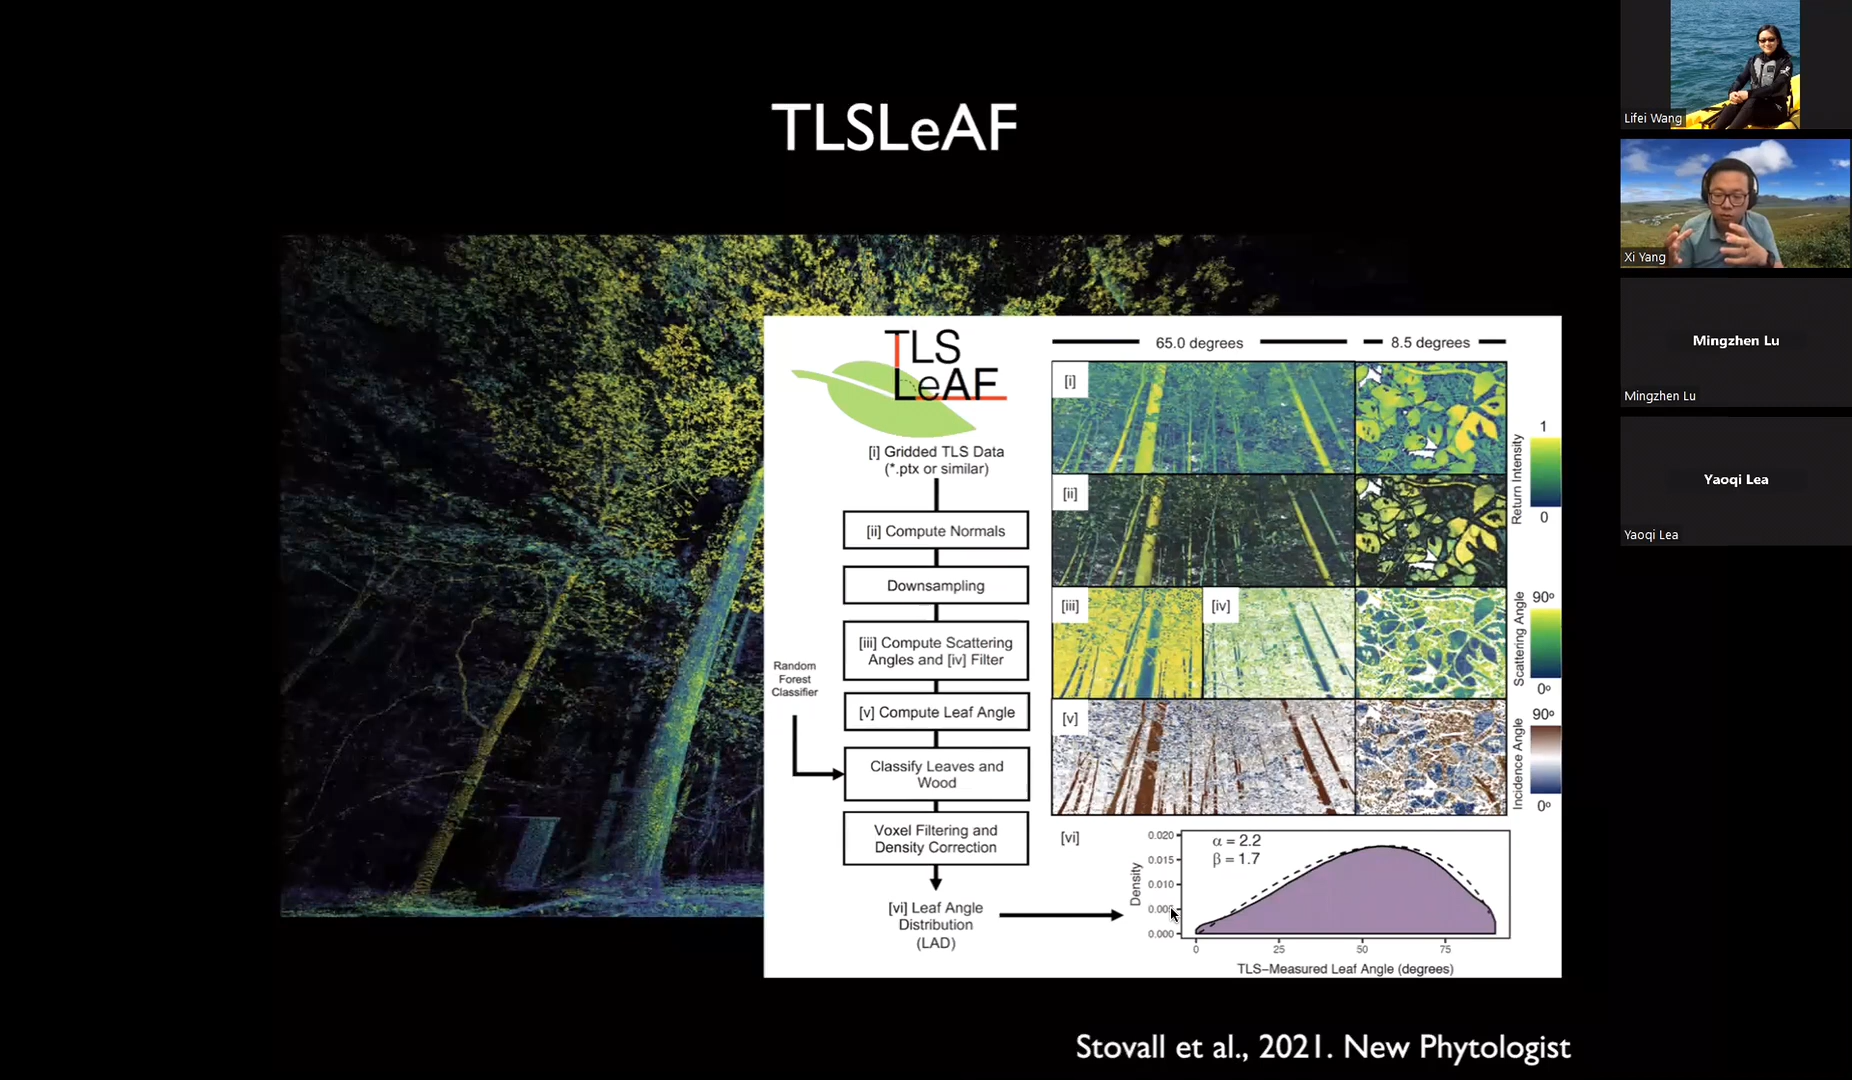 TLSLeAF
TLS
LeAF
[i] Gridded TLS Data
(*.ptx or similar)
[ii] Compute Normals
Downsampling
[iii] Compute Scattering
Angles and [iv] Filter
Random
Forest
Classifier
[v] Compute Leaf Angle
Classify Leaves and
Wood
Voxel Filtering and
Density Correction
[vi] Leaf Angle
Distribution
(LAD)
65.0 degrees
8.5 degrees
[i]
[ii]
[iii]
[iv]
[v]
1
Return Intensity
0
90º
Scattering Angle
0º
90º
Incidence Angle
0º
[vi]
α = 2.2
β = 1.7
Density
0.020
0.015
0.010
0.000
0
25
50
75
TLS–Measured Leaf Angle (degrees)
Stovall et al., 2021. New Phytologist
Lifei Wang
Xi Yang
Mingzhen Lu
Mingzhen Lu
Yaoqi Lea
Yaoqi Lea